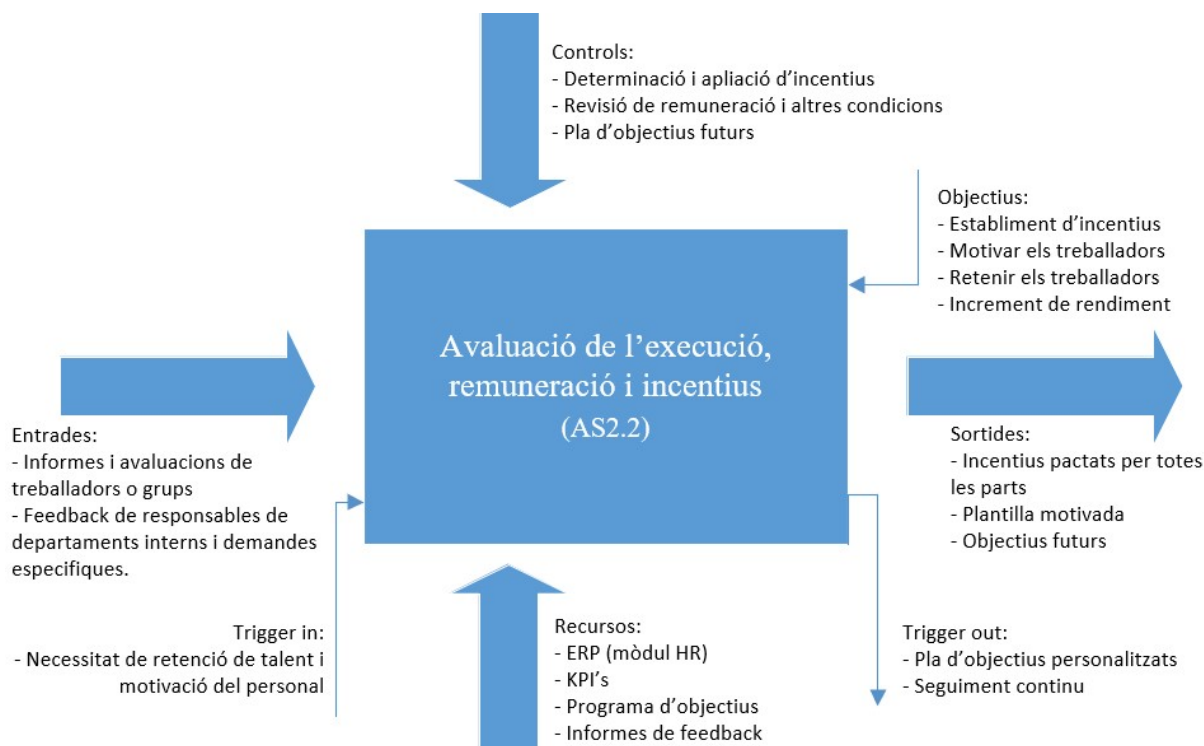 Controls:
- Determinació i apliació d’incentius
- Revisió de remuneració i altres condicions
- Pla d’objectius futurs
Objectius:
- Establiment d’incentius
- Motivar els treballadors
- Retenir els treballadors
- Increment de rendiment
Avaluació de l’execució,
remuneració i incentius
(AS2.2)
Entrades:
- Informes i avaluacions de
treballadors o grups
- Feedback de responsables de
departaments interns i demandes
especifiques.
Sortides:
- Incentius pactats per totes
les parts
- Plantilla motivada
- Objectius futurs
Trigger in:
- Necessitat de retenció de talent i
motivació del personal
Recursos:
- ERP (mòdul HR)
- KPI’s
- Programa d’objectius
- Informes de feedback
Trigger out:
- Pla d’objectius personalitzats
- Seguiment continu